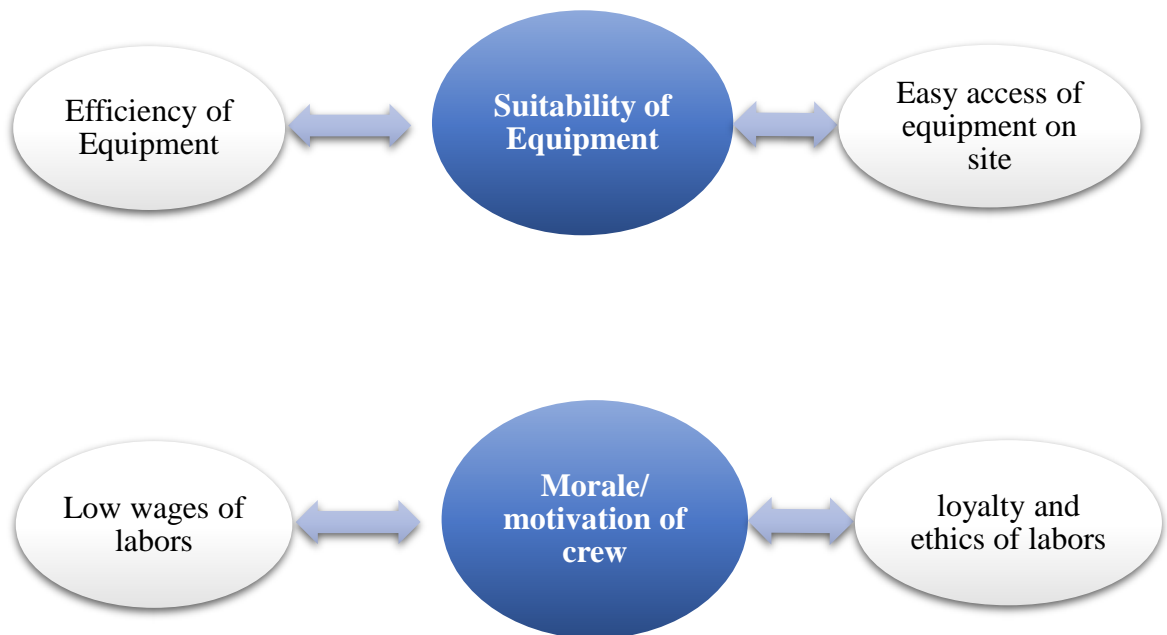 Efficiency of
Equipment
Suitability of
Equipment
Easy access of
equipment on
site
Low wages of
labors
Morale/
motivation of
crew
loyalty and
ethics of labors